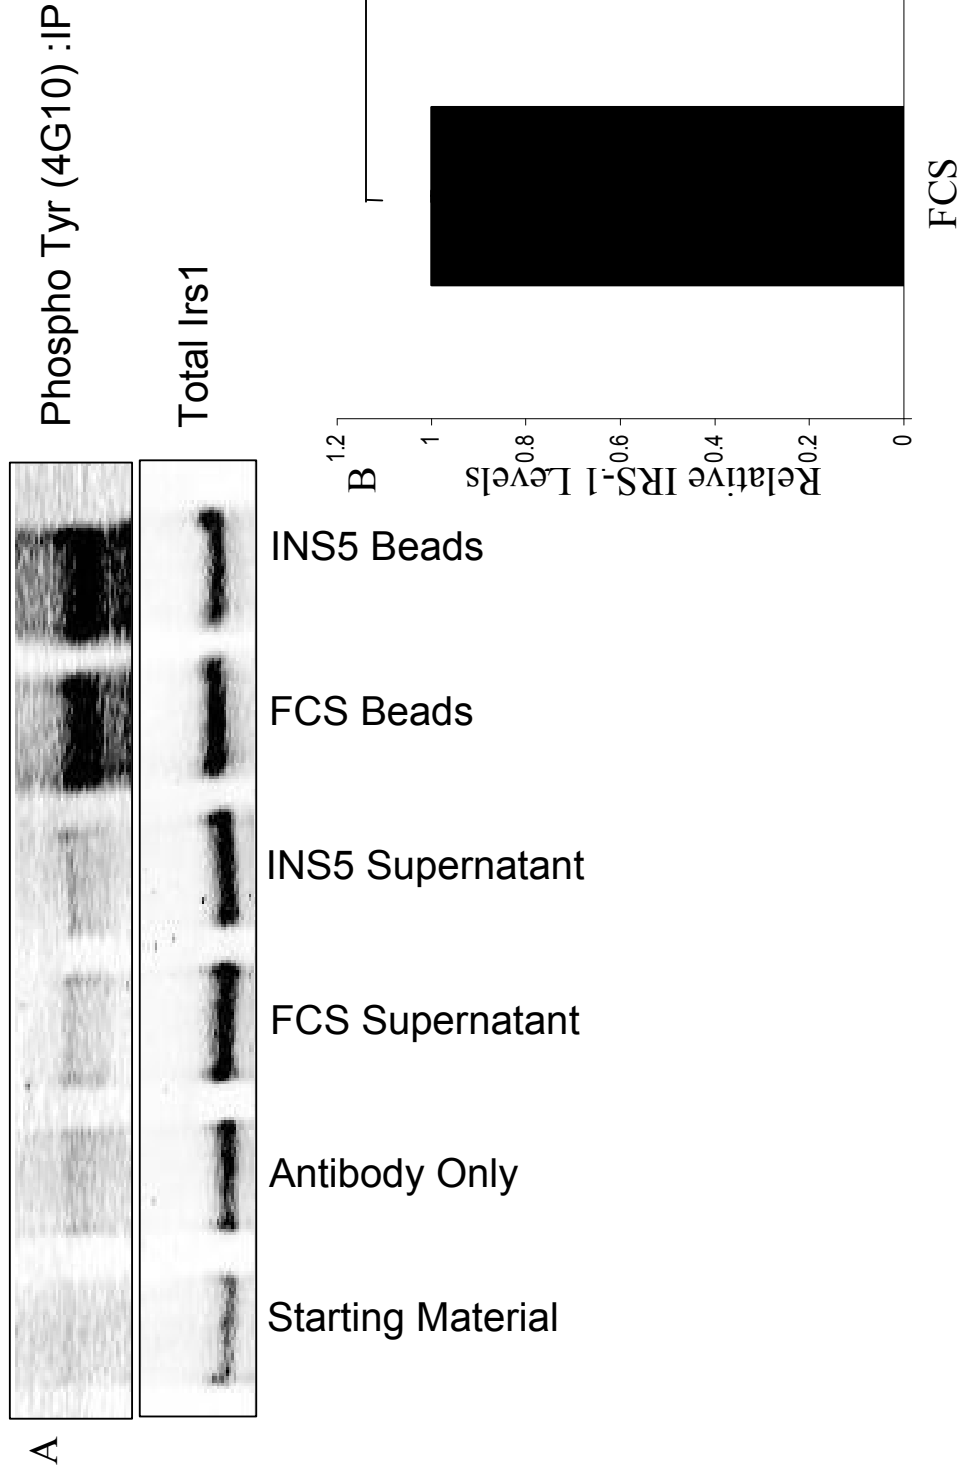 A
Phospho Tyr (4G10) :IP
Total Irs1
Starting Material
Antibody Only
FCS Supernatant
INS5 Supernatant
FCS Beads
INS5 Beads
B
Relative IRS-1 Levels
1.2
1
0.8
0.6
0.4
0.2
0
FCS